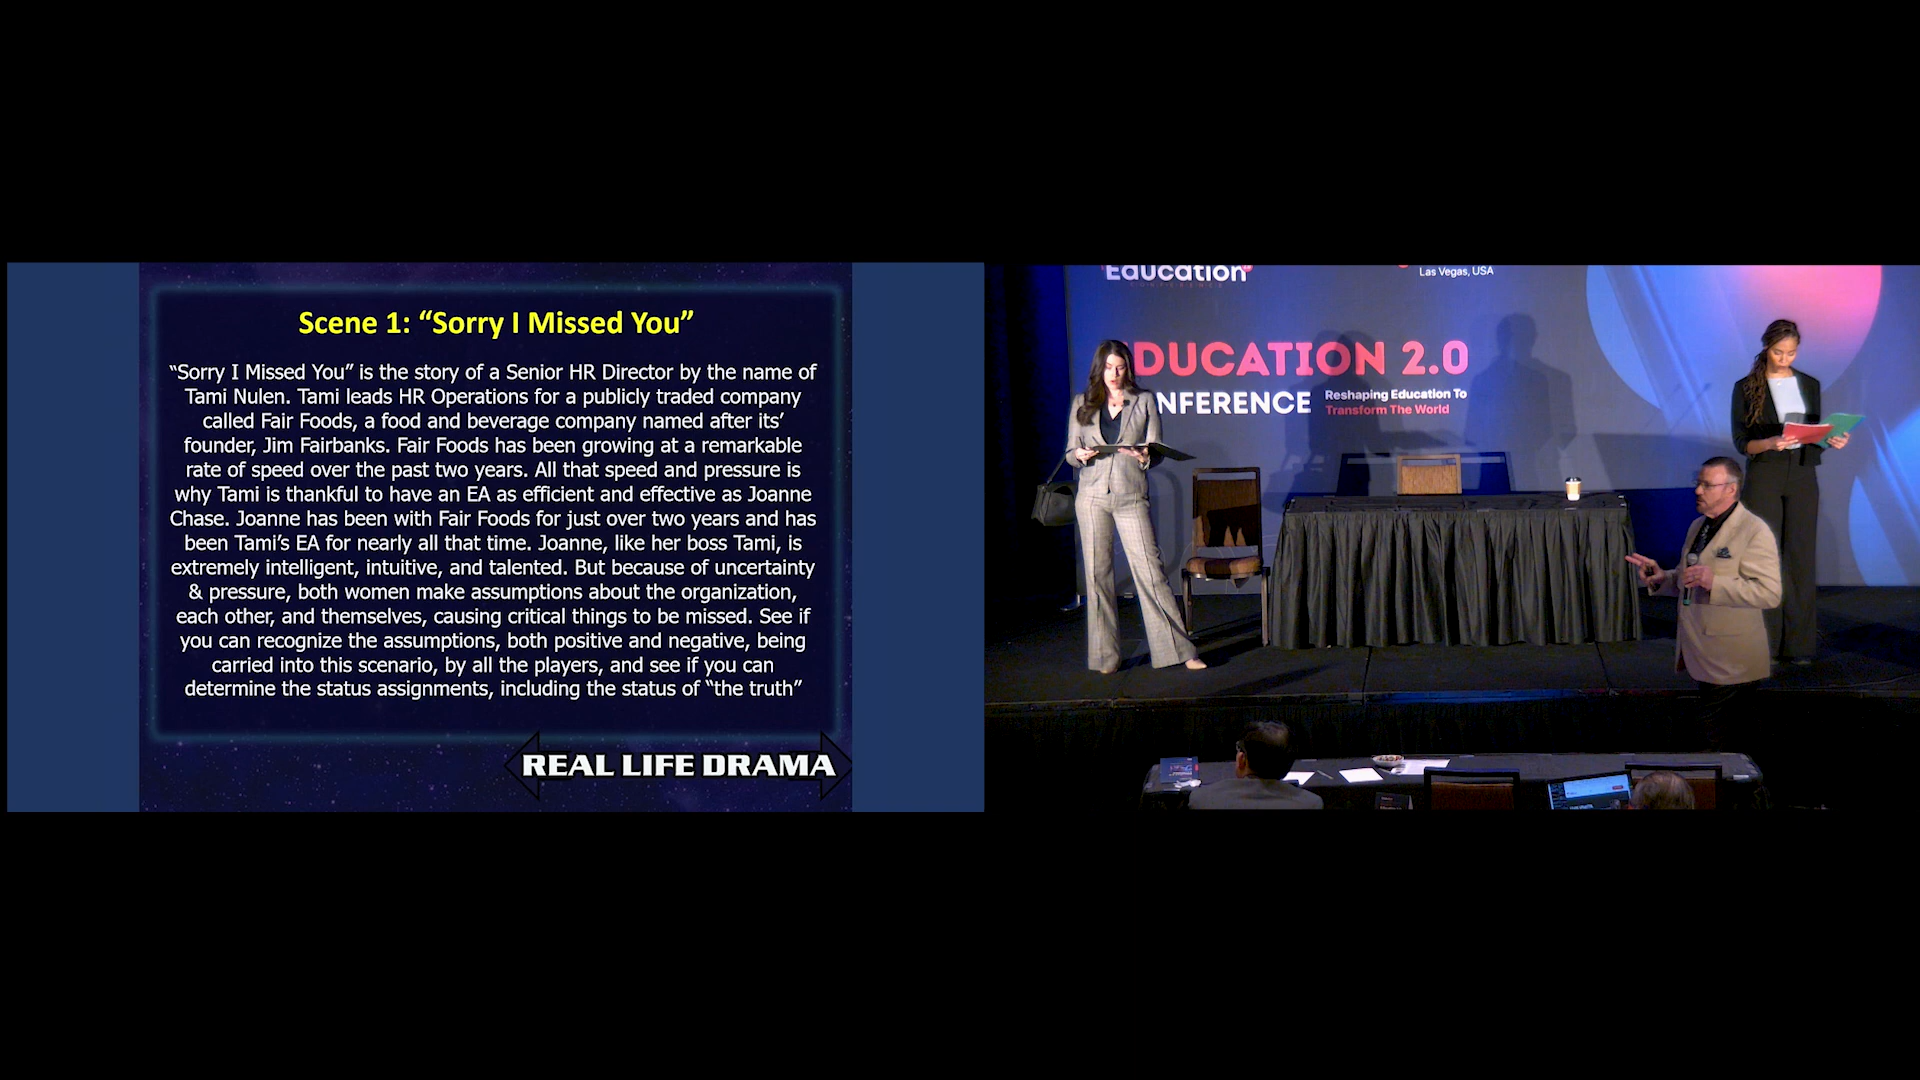 Scene 1: “Sorry I Missed You”
“Sorry I Missed You” is the story of a Senior HR Director by the name of
Tami Nulen. Tami leads HR Operations for a publicly traded company
called Fair Foods, a food and beverage company named after its’
founder, Jim Fairbanks. Fair Foods has been growing at a remarkable
rate of speed over the past two years. All that speed and pressure is
why Tami is thankful to have an EA as efficient and effective as Joanne
Chase. Joanne has been with Fair Foods for just over two years and has
been Tami’s EA for nearly all that time. Joanne, like her boss Tami, is
extremely intelligent, intuitive, and talented. But because of uncertainty
& pressure, both women make assumptions about the organization,
each other, and themselves, causing critical things to be missed. See if
you can recognize the assumptions, both positive and negative, being
carried into this scenario, by all the players, and see if you can
determine the status assignments, including the status of “the truth”
REAL LIFE DRAMA
Education
Las Vegas, USA
DUCATION 2.0
NFERENCE
Reshaping Education To
Transform The World